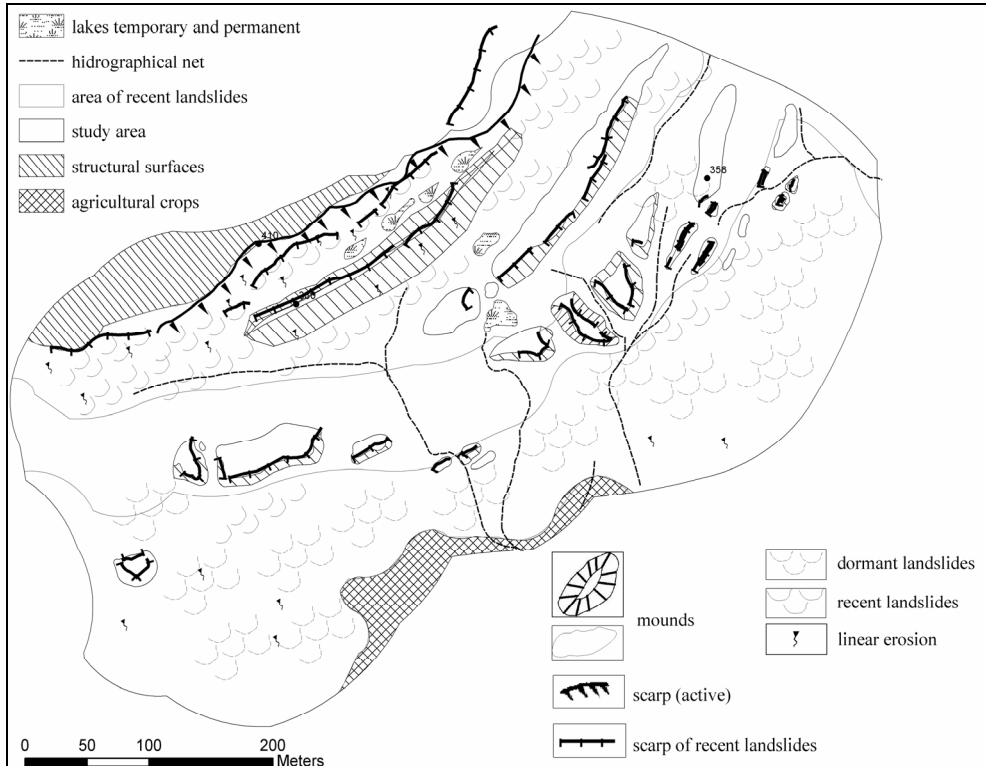 lakes temporary and permanent
hidrographical net
area of recent landslides
study area
structural surfaces
agricultural crops
358
410
mounds
scarp (active)
scarp of recent landslides
dormant landslides
recent landslides
linear erosion
0 50 100 200
Meters